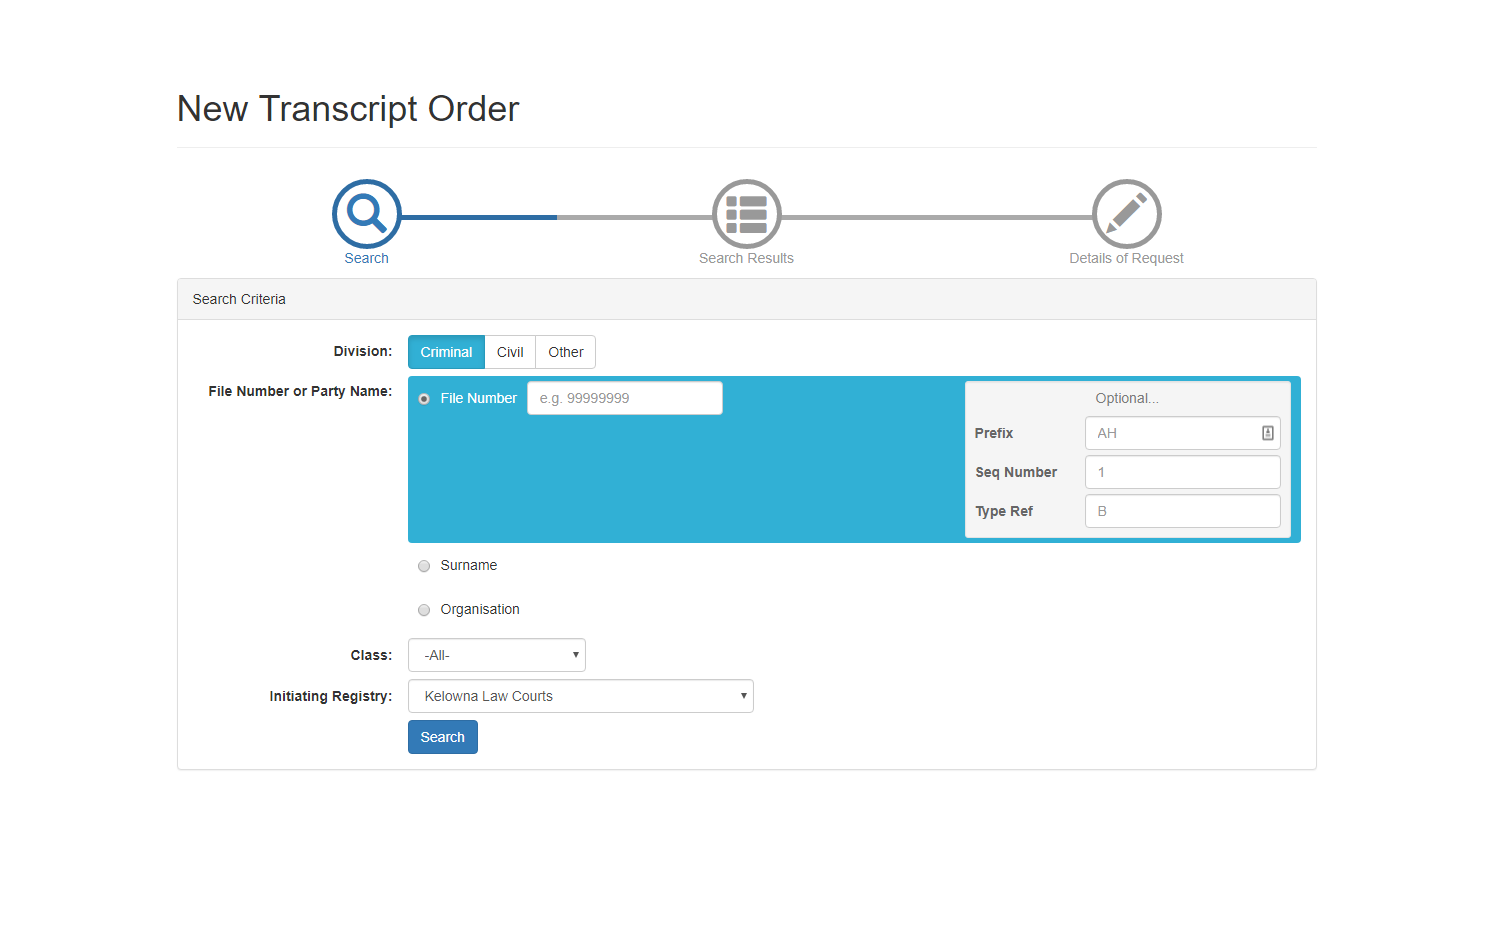 New Transcript Order
Search
Search Results
Details of Request
Search Criteria
Division: Criminal Civil Other
File Number or Party Name: File Number e.g. 99999999 Optional...
Prefix AH
Seq Number 1
Type Ref B
Surname
Organisation
Class: -All-
Initiating Registry: Kelowna Law Courts
Search